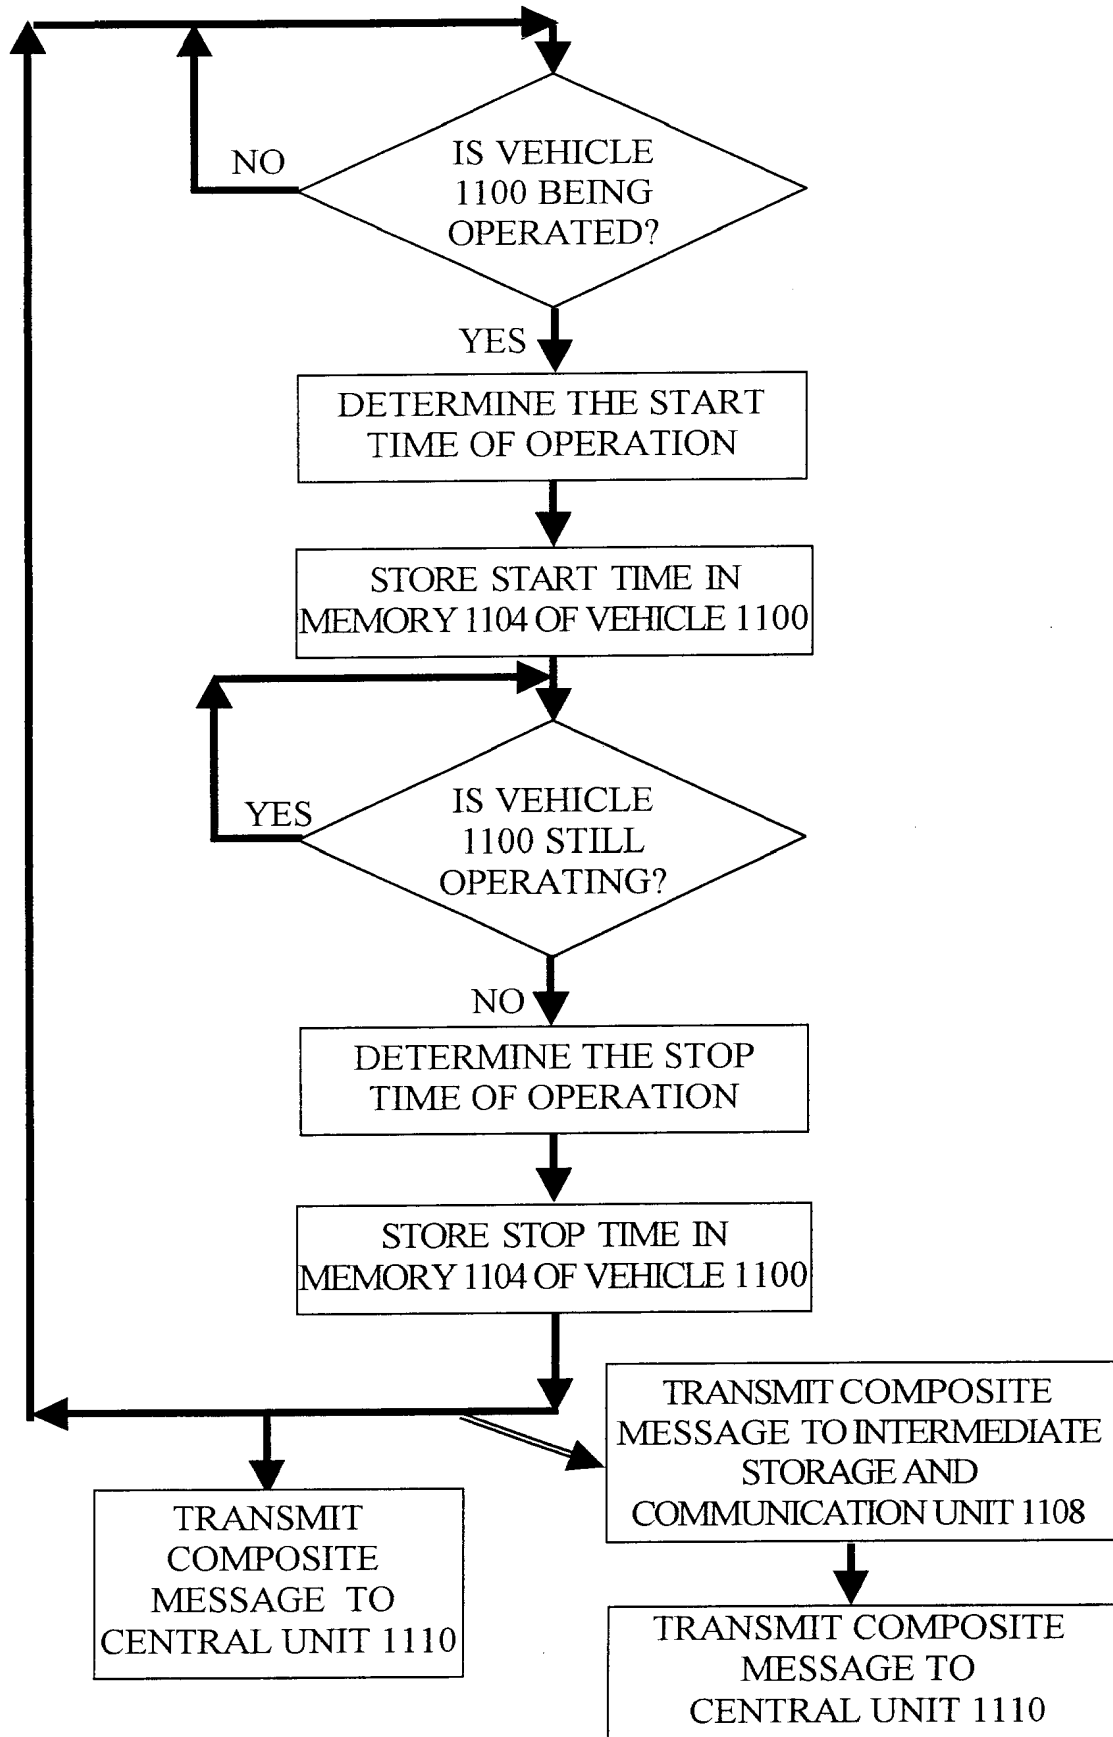 IS VEHICLE
1100 BEING
OPERATED?
NO
YES
DETERMINE THE START
TIME OF OPERATION
STORE START TIME IN
MEMORY 1104 OF VEHICLE 1100
IS VEHICLE
1100 STILL
OPERATING?
YES
NO
DETERMINE THE STOP
TIME OF OPERATION
STORE STOP TIME IN
MEMORY 1104 OF VEHICLE 1100
TRANSMIT
COMPOSITE
MESSAGE TO
CENTRAL UNIT 1110
TRANSMIT COMPOSITE
MESSAGE TO INTERMEDIATE
STORAGE AND
COMMUNICATION UNIT 1108
TRANSMIT COMPOSITE
MESSAGE TO
CENTRAL UNIT 1110